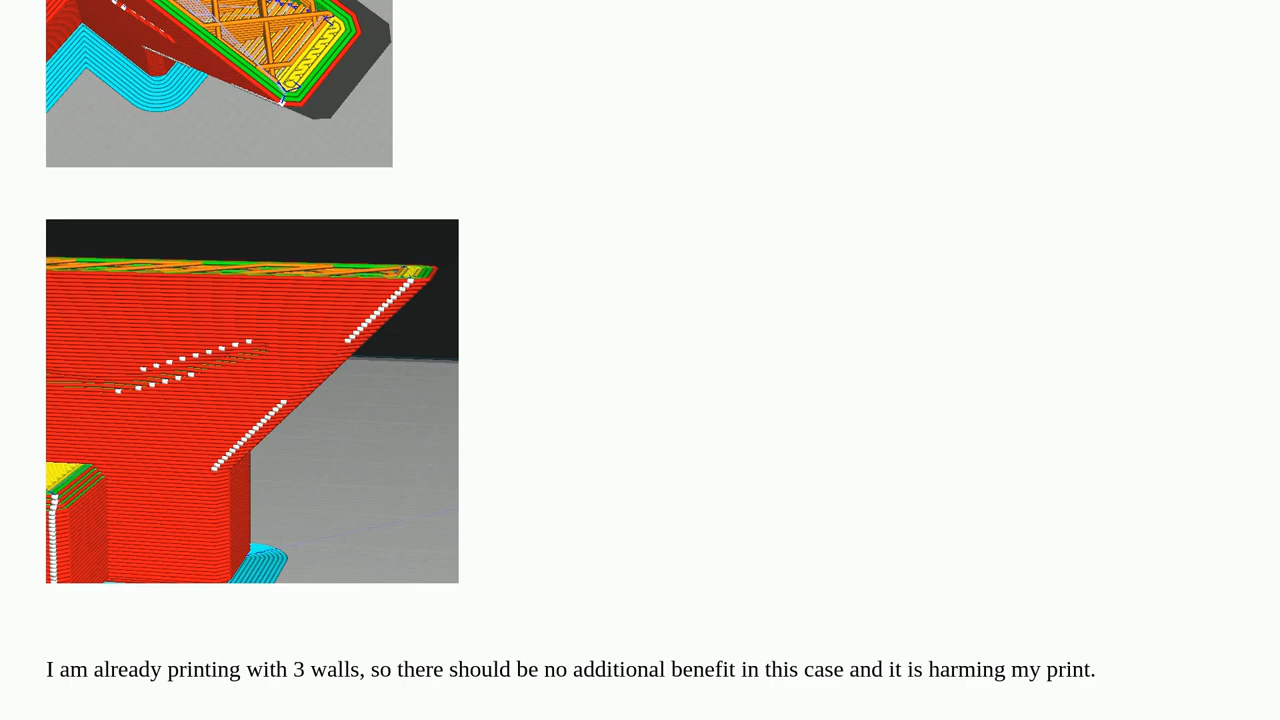 I am already printing with 3 walls, so there should be no additional benefit in this case and it is harming my print.